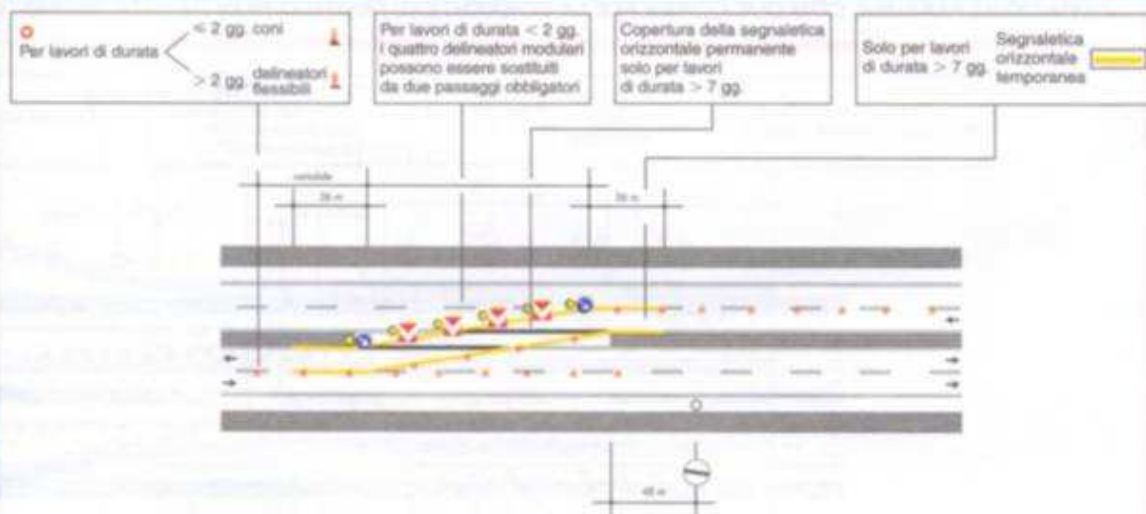 Per lavori di durata
≤ 2 gg. coni
> 2 gg. delineatori
flessibili
Per lavori di durata < 2 gg.
i quattro delineatori modulari
possono essere sostituiti
da due passaggi obbligatori
Copertura della segnaletica
orizzontale permanente
solo per lavori
di durata > 7 gg.
Solo per lavori
di durata > 7 gg.
Segnaletica
orizzontale
temporanea
variabile
36 m
36 m
48 m